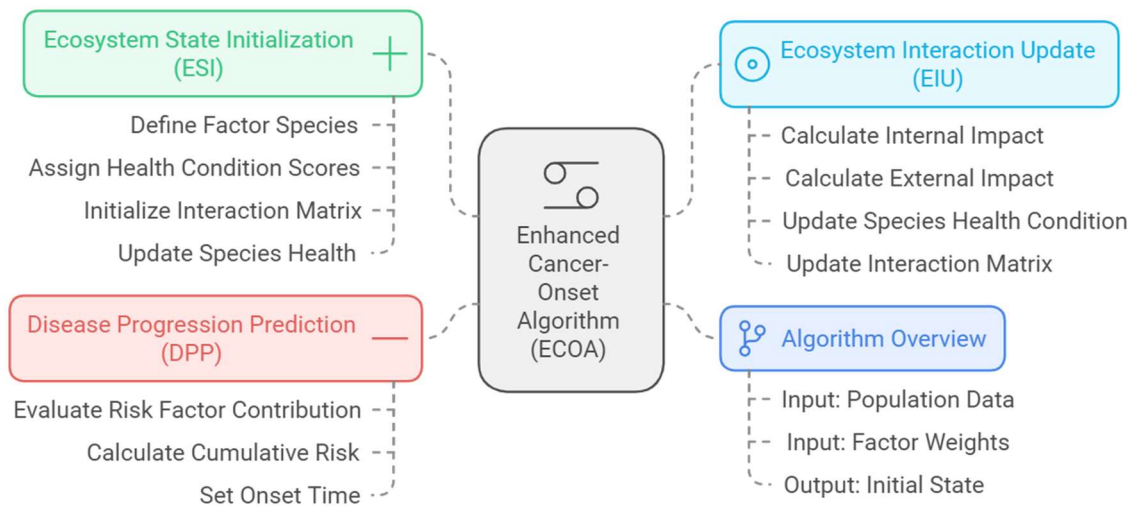 Ecosystem State Initialization
(ESI)
Define Factor Species
Assign Health Condition Scores
Initialize Interaction Matrix
Update Species Health
Disease Progression Prediction
(DPP)
Evaluate Risk Factor Contribution
Calculate Cumulative Risk
Set Onset Time
Enhanced
Cancer-
Onset
Algorithm
(ECOA)
Ecosystem Interaction Update
(EIU)
Calculate Internal Impact
Calculate External Impact
Update Species Health Condition
Update Interaction Matrix
Algorithm Overview
Input: Population Data
Input: Factor Weights
Output: Initial State